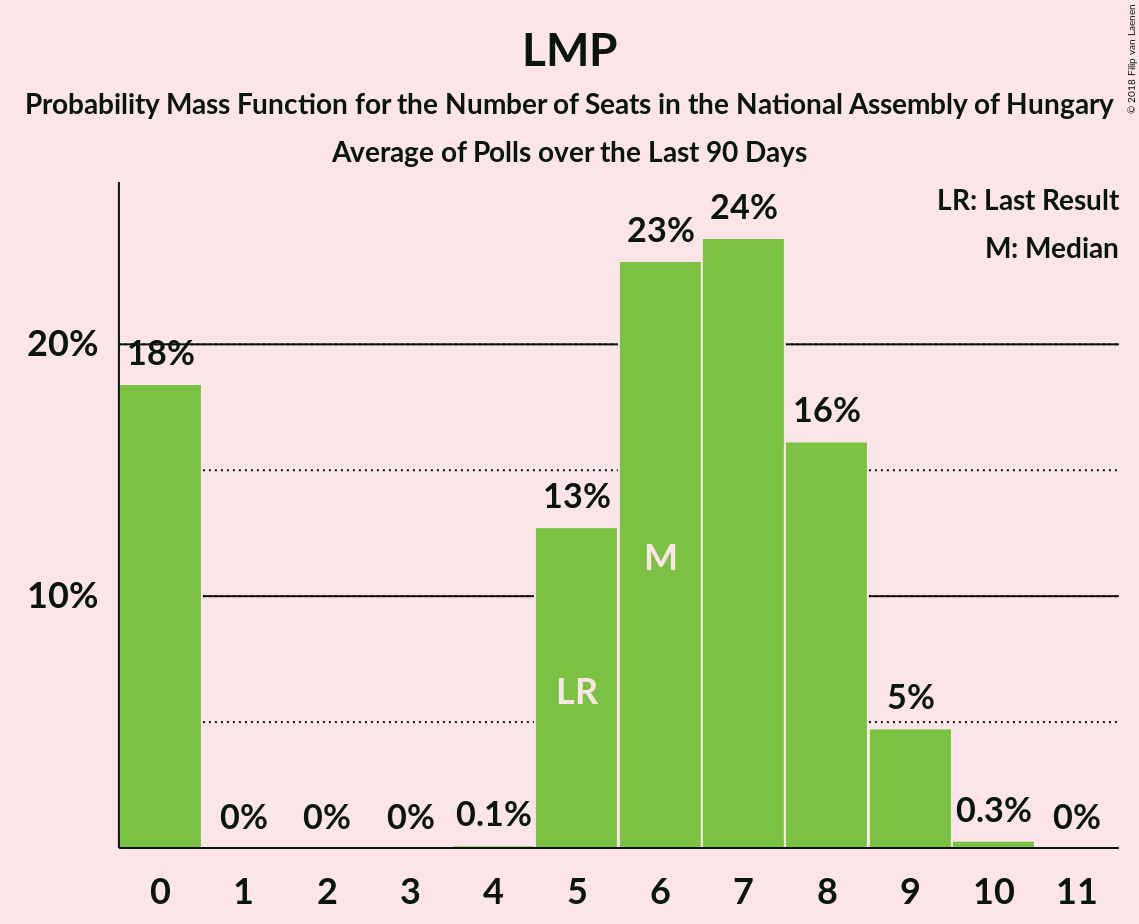 LMP
Probability Mass Function for the Number of Seats in the National Assembly of Hungary
Average of Polls over the Last 90 Days
© 2018 Filip van Laenen
LR: Last Result
M: Median
20%
10%
18%
0%
0%
0%
0.1%
13%
23%
24%
16%
5%
0.3%
0%
LR
M
0 1 2 3 4 5 6 7 8 9 10 11